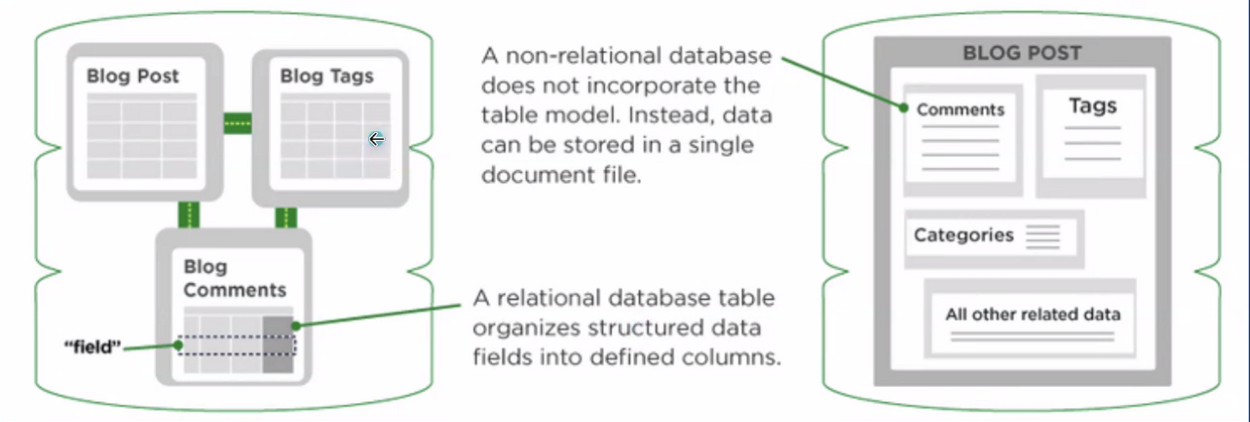 Blog Post
Blog Tags
Blog
Comments
"field"
A non-relational database
does not incorporate the
table model. Instead, data
can be stored in a single
document file.
A relational database table
organizes structured data
fields into defined columns.
BLOG POST
Comments
Tags
Categories
All other related data